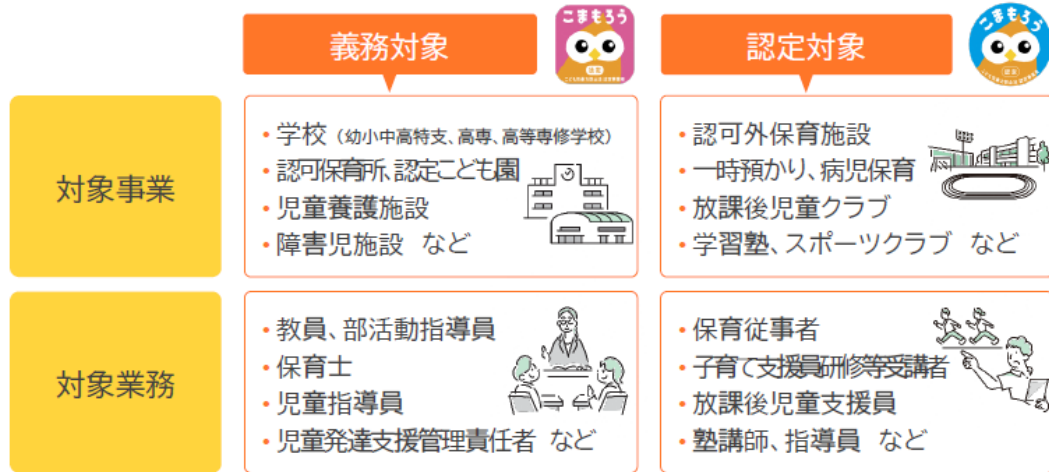 義務対象
こまもろう
認定対象
こまもろう
対象事業
・学校（幼小中高特支、高専、高等専修学校）
・認可保育所、認定こども園
・児童養護施設
・障害児施設 など
・認可外保育施設
・一時預かり、病児保育
・放課後児童クラブ
・学習塾、スポーツクラブ など
対象業務
・教員、部活動指導員
・保育士
・児童指導員
・児童発達支援管理責任者 など
・保育従事者
・子育て支援員研修等受講者
・放課後児童支援員
・塾講師、指導員 など